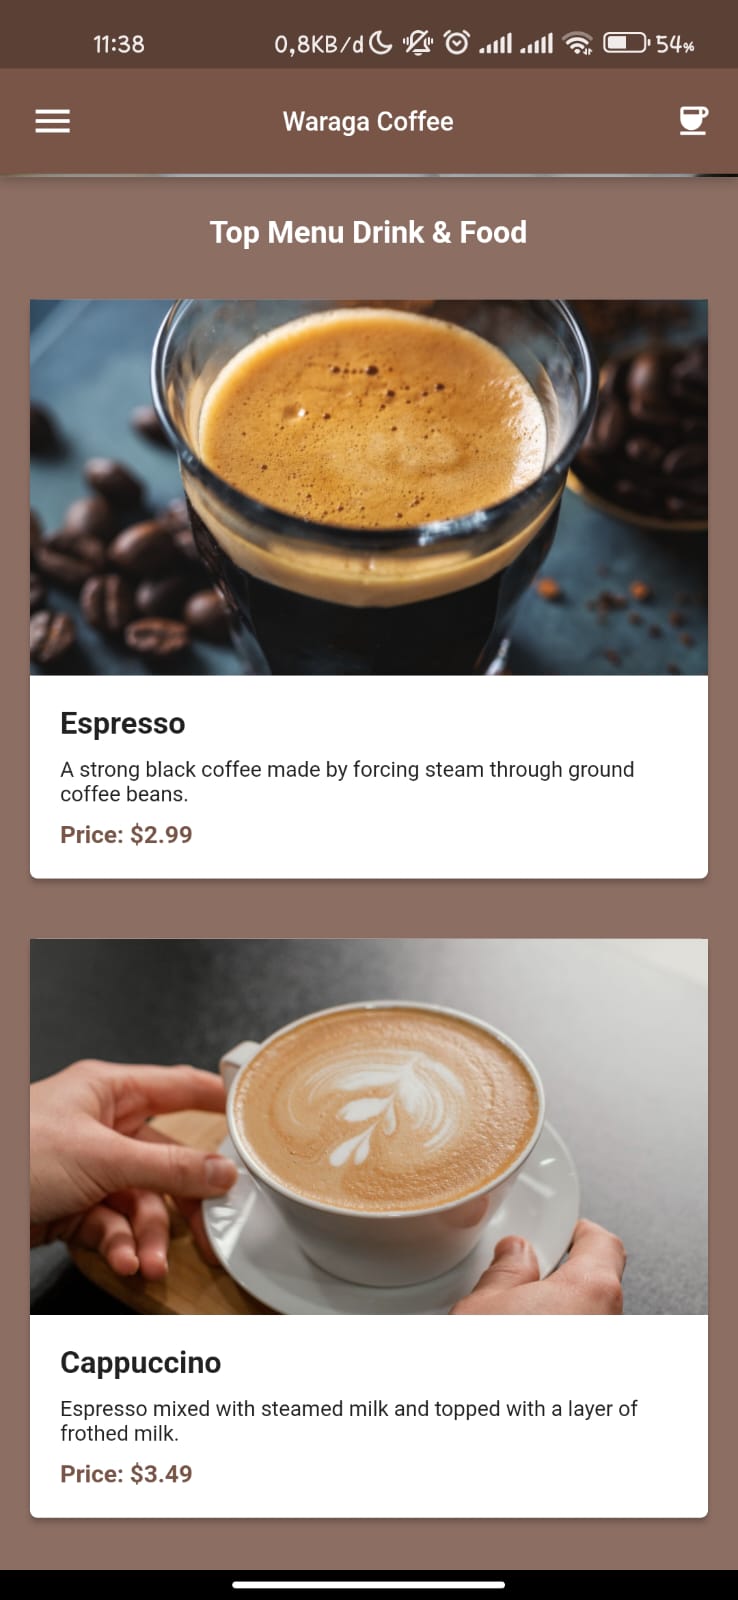 11:38 0,8KB/d 54%
Waraga Coffee
Top Menu Drink & Food
Espresso
A strong black coffee made by forcing steam through ground
coffee beans.
Price: $2.99
Cappuccino
Espresso mixed with steamed milk and topped with a layer of
frothed milk.
Price: $3.49